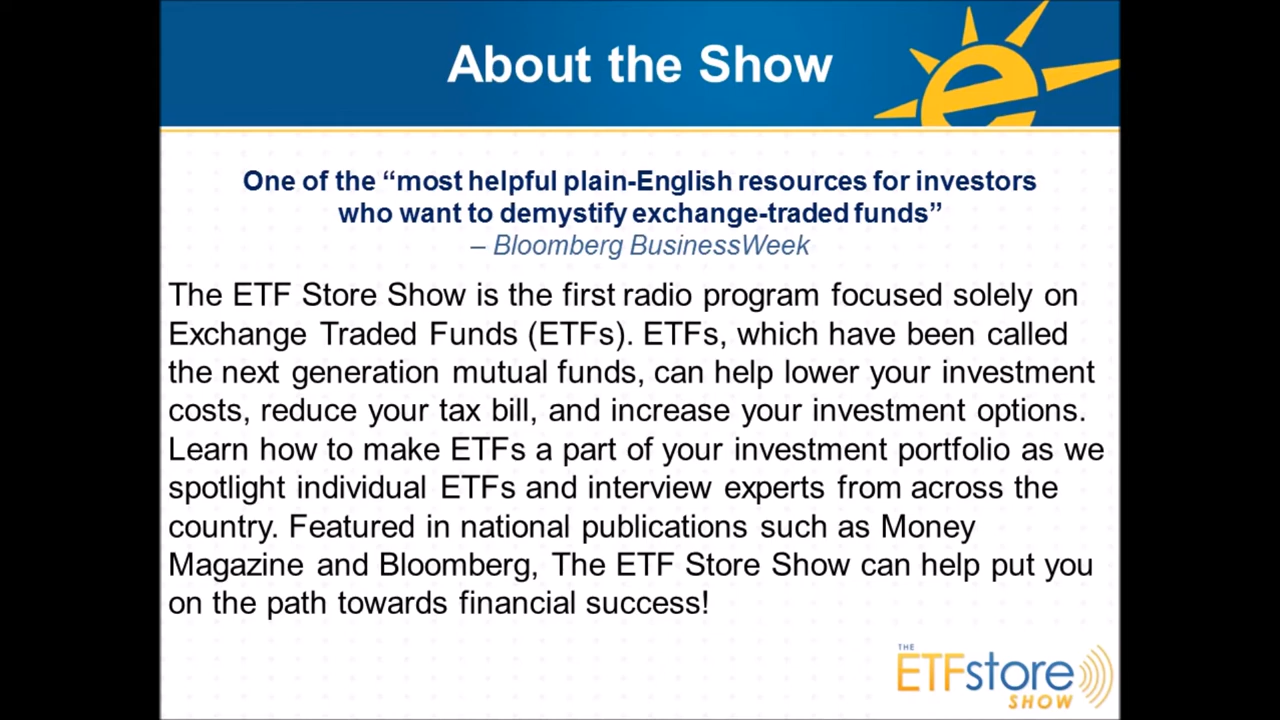 About the Show
One of the “most helpful plain-English resources for investors
who want to demystify exchange-traded funds”
– Bloomberg BusinessWeek
The ETF Store Show is the first radio program focused solely on
Exchange Traded Funds (ETFs). ETFs, which have been called
the next generation mutual funds, can help lower your investment
costs, reduce your tax bill, and increase your investment options.
Learn how to make ETFs a part of your investment portfolio as we
spotlight individual ETFs and interview experts from across the
country. Featured in national publications such as Money
Magazine and Bloomberg, The ETF Store Show can help put you
on the path towards financial success!
THE
ETFstore
SHOW